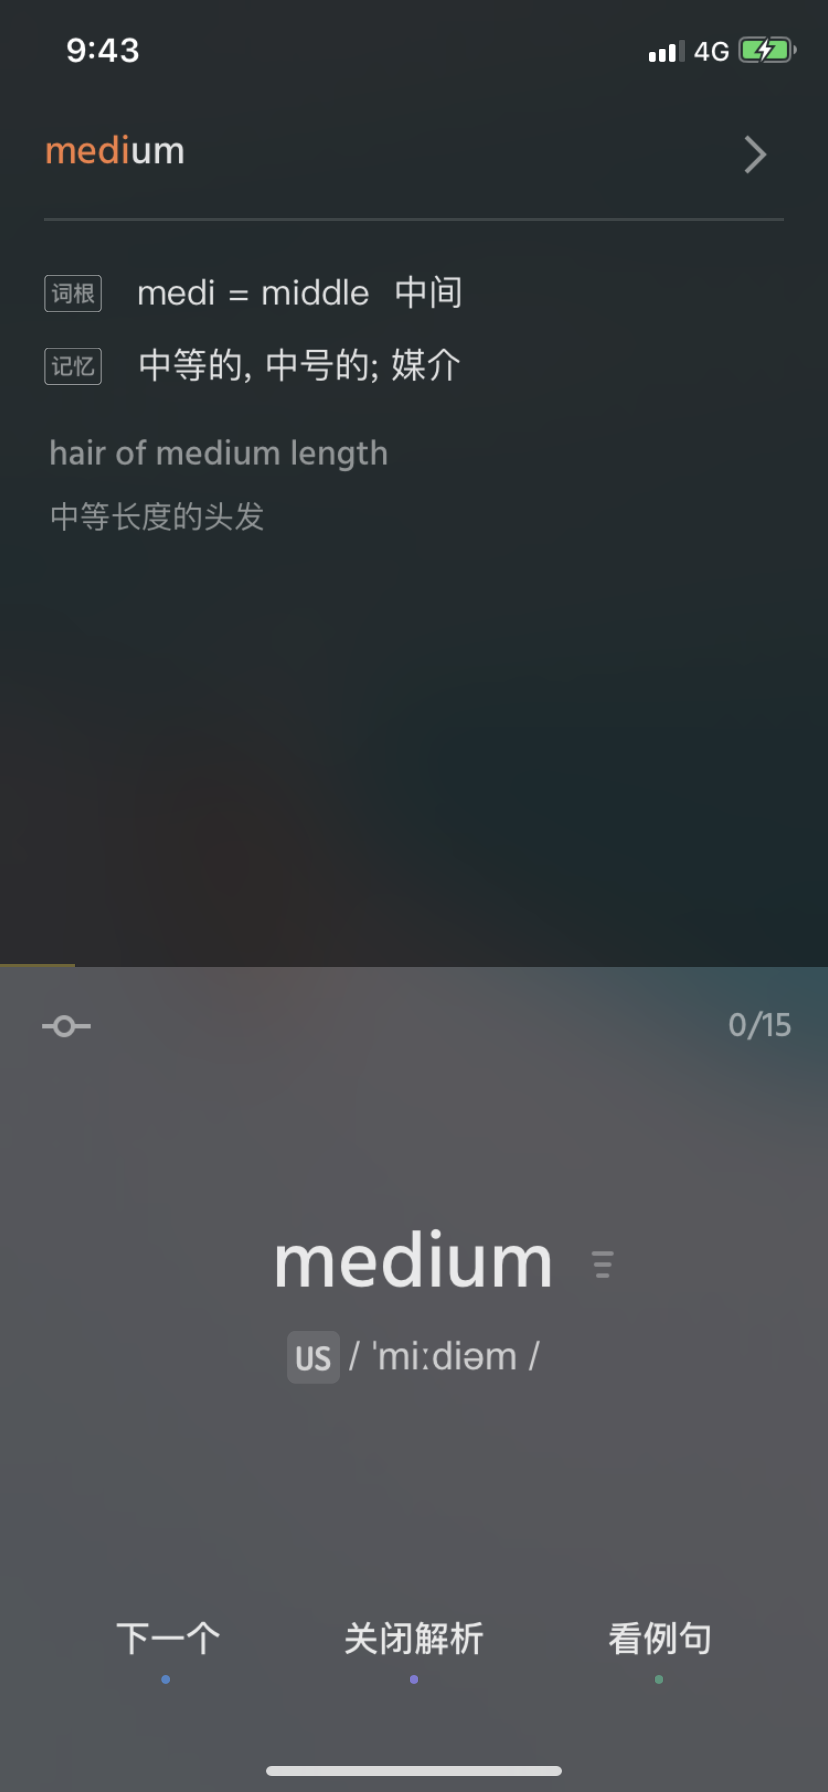 9:43 4G
medium
词根 medi = middle 中间
记忆 中等的, 中号的; 媒介
hair of medium length
中等长度的头发
0/15
medium
US / ˈmiːdiəm /
下一个 关闭解析 看例句